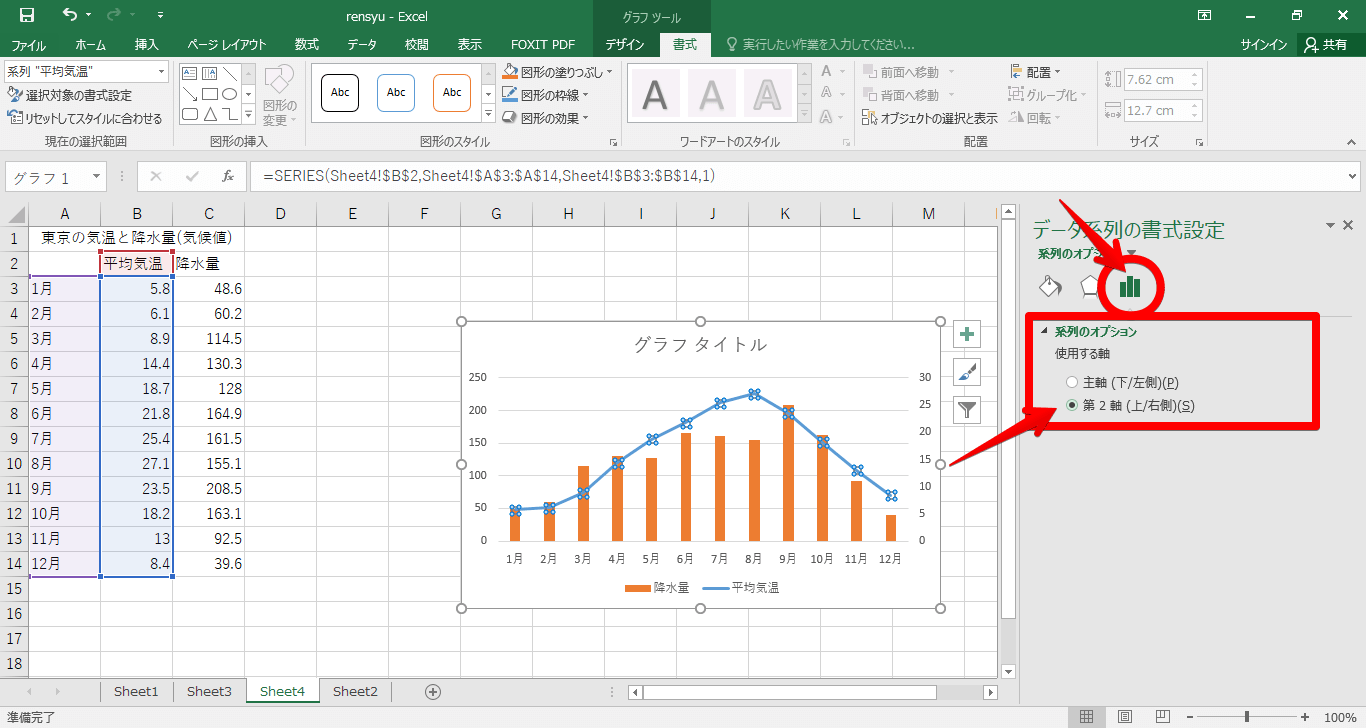 rensyu - Excel
グラフ ツール
ファイル ホーム 挿入 ページ レイアウト 数式 データ 校閲 表示 FOXIT PDF デザイン 書式 実行したい作業を入力してください... サインイン 共有
系列 "平均気温"
選択対象の書式設定
リセットしてスタイルに合わせる
現在の選択範囲
図形の
変更
図形の挿入
Abc Abc Abc
図形の塗りつぶし
図形の枠線
図形の効果
図形のスタイル
A A A
A
A
A
ワードアートのスタイル
前面へ移動
背面へ移動
オブジェクトの選択と表示
配置
グループ化
回転
配置
7.62 cm
12.7 cm
サイズ
グラフ 1
fx
=SERIES(Sheet4!$B$2,Sheet4!$A$3:$A$14,Sheet4!$B$3:$B$14,1)
A B C D E F G H I J K L M
1 東京の気温と降水量(気候値)
2 平均気温 降水量
3 1月 5.8 48.6
4 2月 6.1 60.2
5 3月 8.9 114.5
6 4月 14.4 130.3
7 5月 18.7 128
8 6月 21.8 164.9
9 7月 25.4 161.5
10 8月 27.1 155.1
11 9月 23.5 208.5
12 10月 18.2 163.1
13 11月 13 92.5
14 12月 8.4 39.6
15
16
17
18
グラフ タイトル
250
200
150
100
50
0
30
25
20
15
10
5
0
1月 2月 3月 4月 5月 6月 7月 8月 9月 10月 11月 12月
降水量 平均気温
データ系列の書式設定
系列のオプ
系列のオプション
使用する軸
主軸 (下/左側)(P)
第 2 軸 (上/右側)(S)
Sheet1 Sheet3 Sheet4 Sheet2
準備完了
100%